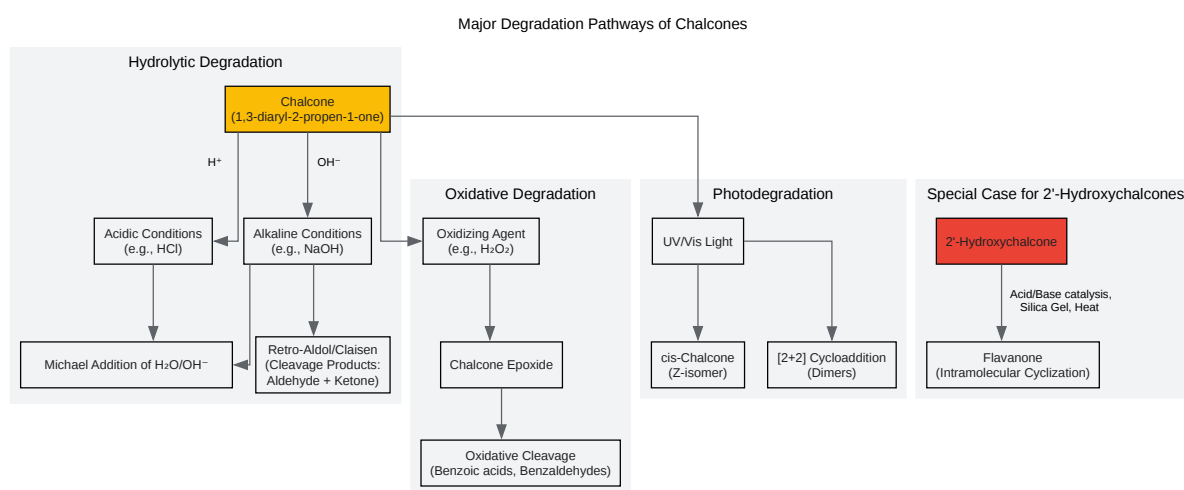 Major Degradation Pathways of Chalcones
Hydrolytic Degradation
Chalcone
(1,3-diaryl-2-propen-1-one)
H⁺
OH⁻
Acidic Conditions
(e.g., HCl)
Alkaline Conditions
(e.g., NaOH)
Michael Addition of H₂O/OH⁻
Retro-Aldol/Claisen
(Cleavage Products:
Aldehyde + Ketone)
Oxidative Degradation
Oxidizing Agent
(e.g., H₂O₂)
Chalcone Epoxide
Oxidative Cleavage
(Benzoic acids, Benzaldehydes)
Photodegradation
UV/Vis Light
cis-Chalcone
(Z-isomer)
[2+2] Cycloaddition
(Dimers)
Special Case for 2'-Hydroxychalcones
2'-Hydroxychalcone
Acid/Base catalysis,
Silica Gel, Heat
Flavanone
(Intramolecular Cyclization)